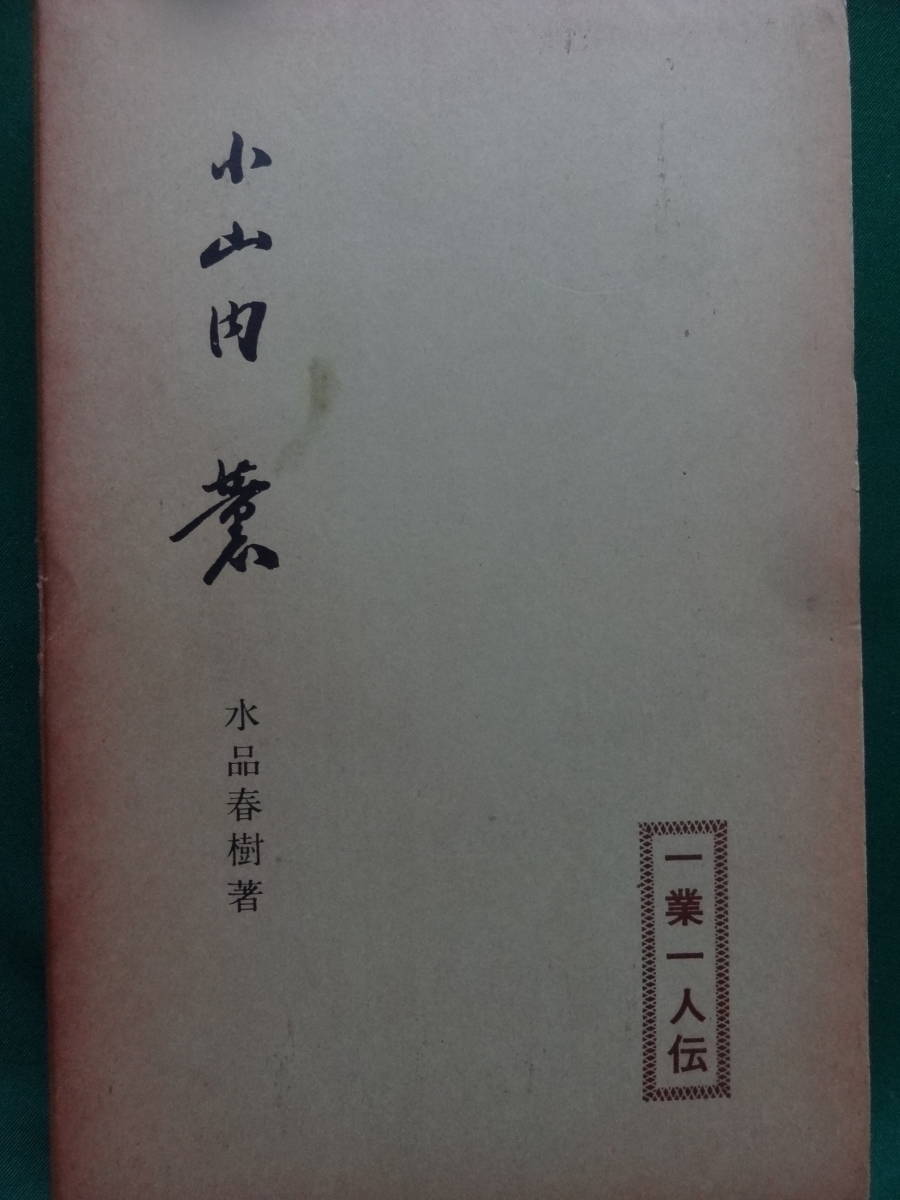 小山内薫
水品春樹著
一業一人伝